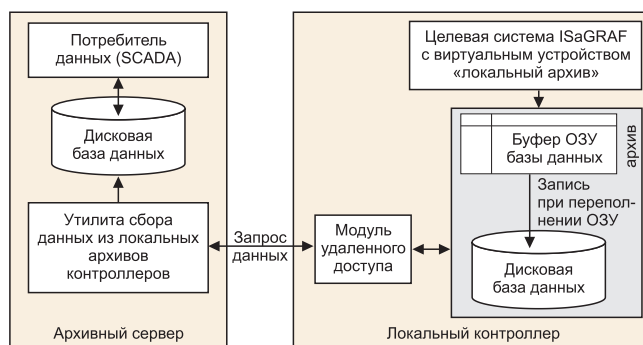 Потребитель
данных (SCADA)
Дисковая
база данных
Утилита сбора
данных из локальных
архивов
контроллеров
Архивный сервер
Запрос
данных
Модуль
удаленного
доступа
Целевая система ISaGRAF
с виртуальным устройством
«локальный архив»
Буфер ОЗУ
базы данных
архив
Запись
при перепол-
нении ОЗУ
Дисковая
база данных
Локальный контроллер